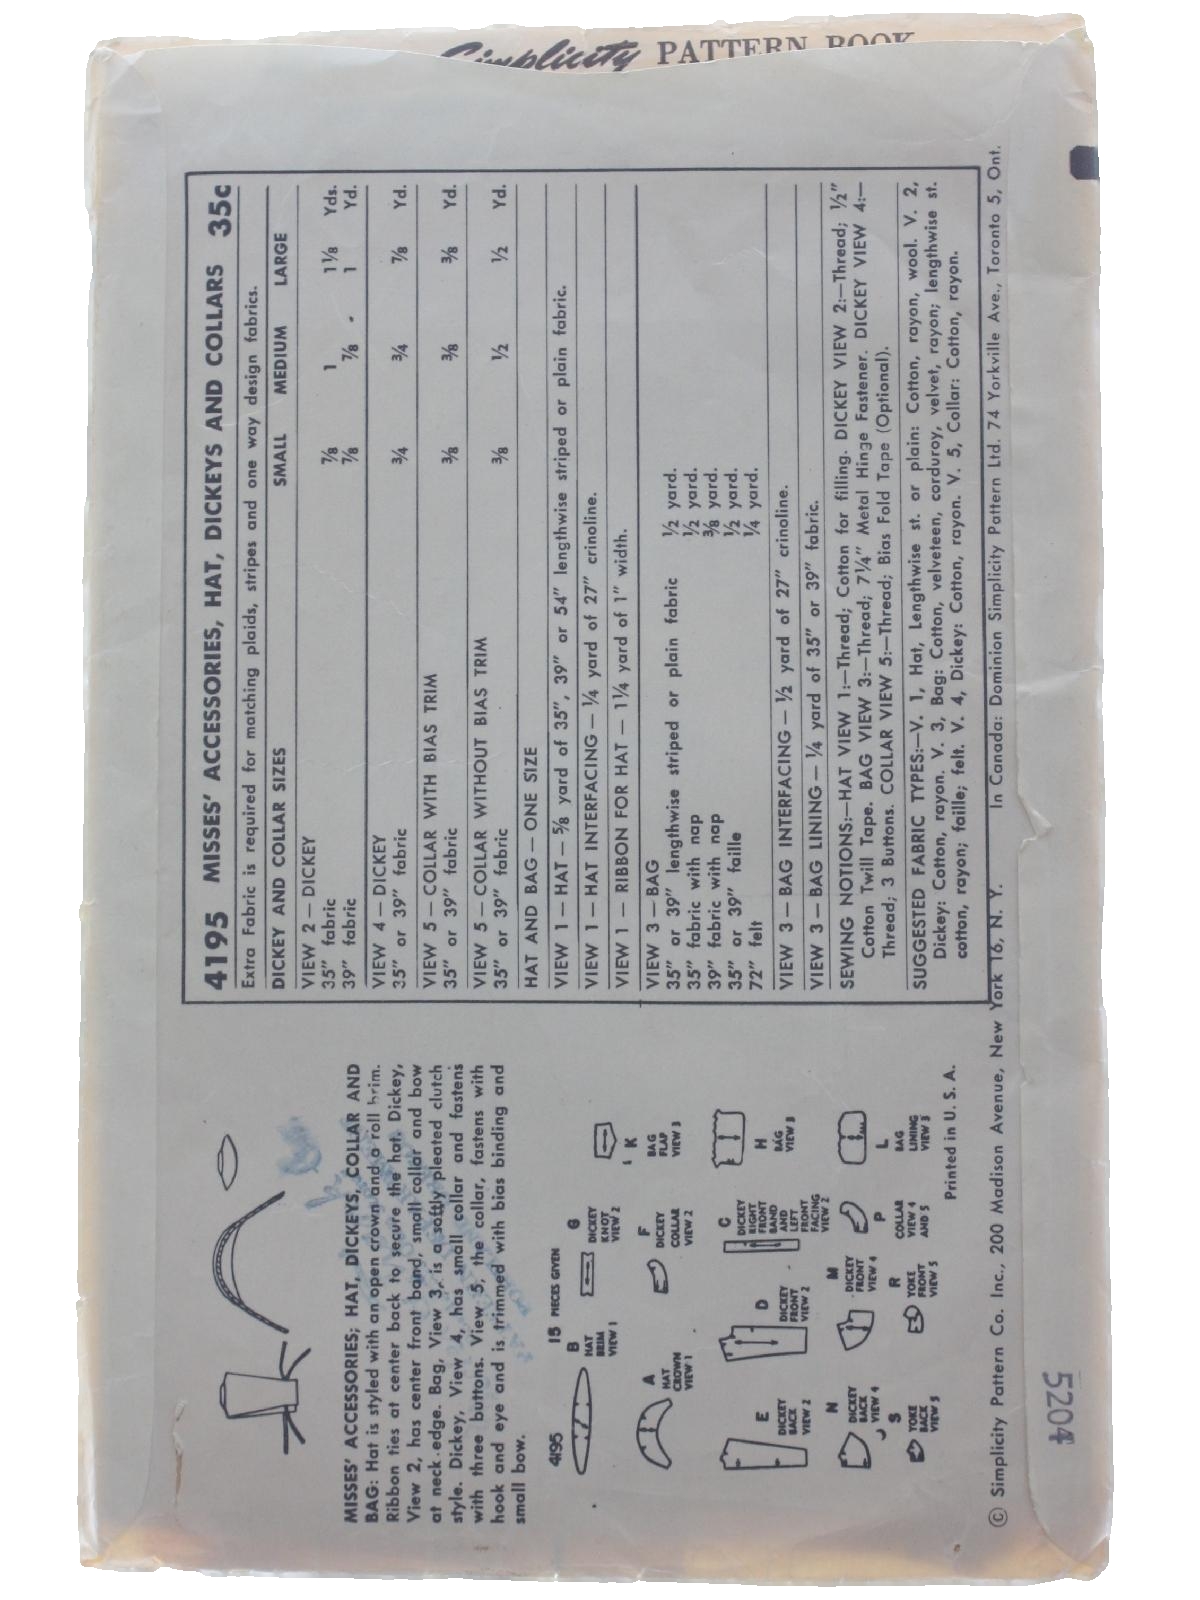 Simplicity PATTERN BOOK
4195 MISSES' ACCESSORIES, HAT, DICKEYS AND COLLARS 35c
Extra Fabric is required for matching plaids, stripes and one way design fabrics.
DICKEY AND COLLAR SIZES SMALL MEDIUM LARGE
VIEW 2 — DICKEY
35" fabric 7/8 1 1 1/8 Yds.
39" fabric 7/8 7/8 1 Yd.
VIEW 4 — DICKEY
35" or 39" fabric 3/4 3/4 7/8 Yd.
VIEW 5 — COLLAR WITH BIAS TRIM
35" or 39" fabric 3/8 3/8 3/8 Yd.
VIEW 5 — COLLAR WITHOUT BIAS TRIM
35" or 39" fabric 3/8 1/2 1/2 Yd.
HAT AND BAG — ONE SIZE
VIEW 1 — HAT — 5/8 yard of 35", 39" or 54" lengthwise striped or plain fabric.
VIEW 1 — HAT INTERFACING — 1/4 yard of 27" crinoline.
VIEW 1 — RIBBON FOR HAT — 1 1/4 yard of 1" width.
VIEW 3 — BAG
35" or 39" lengthwise striped or plain fabric 1/2 yard.
35" fabric with nap 1/2 yard.
39" fabric with nap 3/8 yard.
35" or 39" faille 1/2 yard.
72" felt 1/4 yard.
VIEW 3 — BAG INTERFACING — 1/2 yard of 27" crinoline.
VIEW 3 — BAG LINING — 1/4 yard of 35" or 39" fabric.
SEWING NOTIONS:—HAT VIEW 1:—Thread; Cotton for filling. DICKEY VIEW 2:—Thread; 1/2"
Cotton Twill Tape. BAG VIEW 3:—Thread; 7 1/4" Metal Hinge Fastener. DICKEY VIEW 4:—
Thread; 3 Buttons. COLLAR VIEW 5:—Thread; Bias Fold Tape (Optional).
SUGGESTED FABRIC TYPES:—V. 1, Hat, Lengthwise st. or plain: Cotton, rayon, wool. V. 2,
Dickey: Cotton, rayon. V. 3, Bag: Cotton, velveteen, corduroy, velvet, rayon; lengthwise st.
cotton, rayon; faille; felt. V. 4, Dickey: Cotton, rayon. V. 5, Collar: Cotton, rayon.
MISSES' ACCESSORIES; HAT, DICKEYS, COLLAR AND
BAG: Hat is styled with an open crown and a roll brim.
Ribbon ties at center back to secure the hat. Dickey,
View 2, has center front band, small collar and bow
at neck edge. Bag, View 3, is a softly pleated clutch
style. Dickey, View 4, has small collar and fastens
with three buttons. View 5, the collar, fastens with
hook and eye and is trimmed with bias binding and
small bow.
4195 15 PIECES GIVEN
B
HAT
BRIM
VIEW 1
G
DICKEY
KNOT
VIEW 2
K
BAG
FLAP
VIEW 3
A
HAT
CROWN
VIEW 1
F
DICKEY
COLLAR
VIEW 2
E
DICKEY
BACK
VIEW 2
D
DICKEY
FRONT
VIEW 2
C
DICKEY
RIGHT
FRONT
BAND
AND
LEFT
FRONT
FACING
VIEW 2
H
BAG
VIEW 3
N
DICKEY
BACK
VIEW 4
M
DICKEY
FRONT
VIEW 4
P
COLLAR
VIEW 4
AND 5
L
BAG
LINING
VIEW 3
S
YOKE
BACK
VIEW 5
R
YOKE
FRONT
VIEW 5
Printed in U. S. A.
© Simplicity Pattern Co. Inc., 200 Madison Avenue, New York 16, N. Y. In Canada: Dominion Simplicity Pattern Ltd. 74 Yorkville Ave., Toronto 5, Ont.
5204